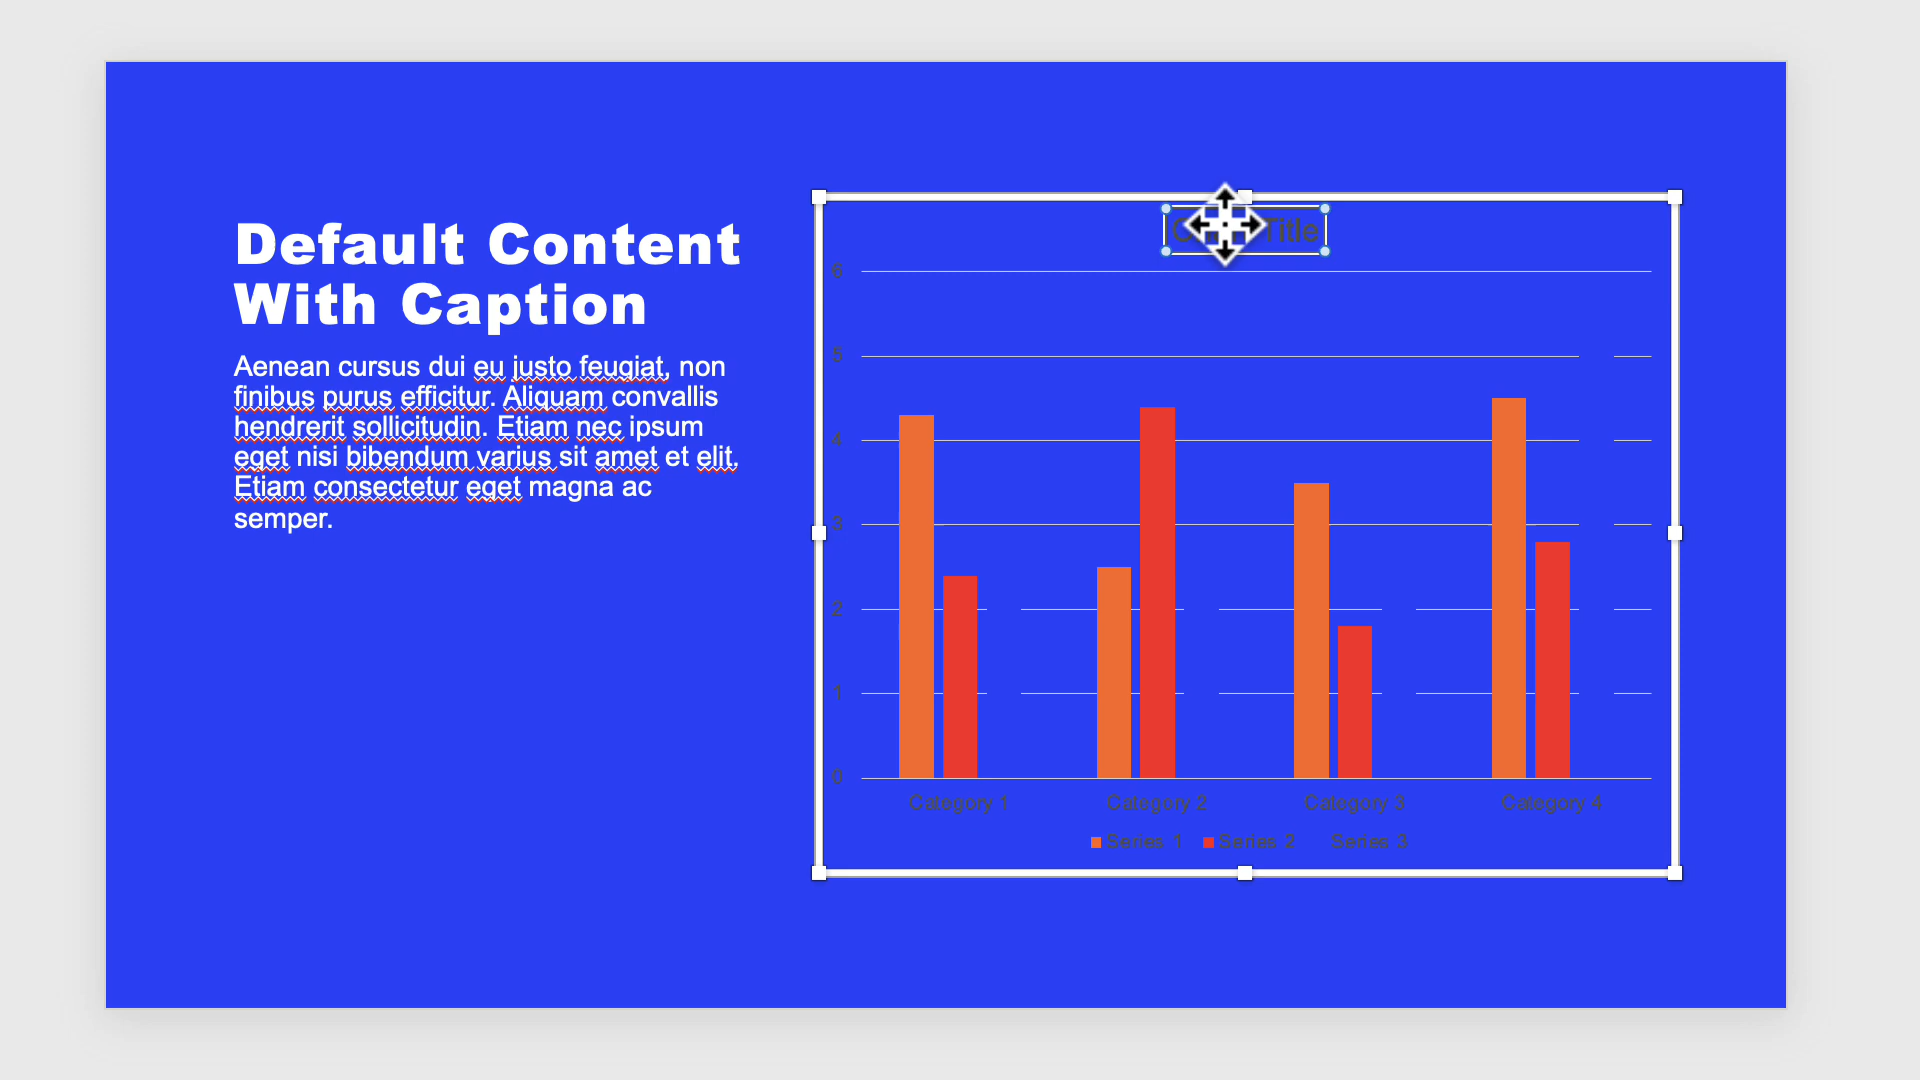 Default Content
With Caption
Aenean cursus dui eu justo feugiat, non
finibus purus efficitur. Aliquam convallis
hendrerit sollicitudin. Etiam nec ipsum
eget nisi bibendum varius sit amet et elit.
Etiam consectetur eget magna ac
semper.
Title
6
5
4
3
2
1
0
Category 1 Category 2 Category 3 Category 4
Series 1 Series 2 Series 3